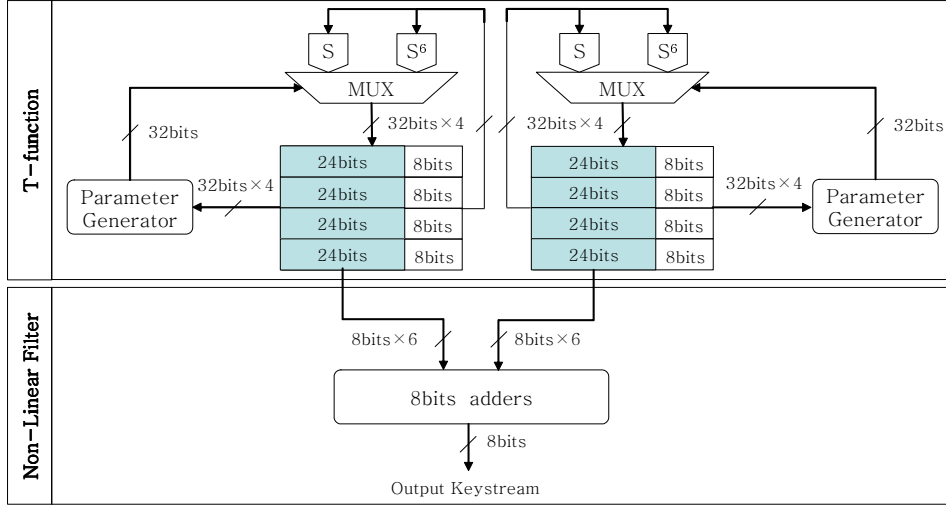 T-function
S
S⁶
S
S⁶
MUX
MUX
32bits
32bits×4
32bits×4
32bits
24bits
8bits
24bits
8bits
Parameter
Generator
32bits×4
24bits
8bits
24bits
8bits
32bits×4
Parameter
Generator
24bits
8bits
24bits
8bits
24bits
8bits
24bits
8bits
Non-Linear Filter
8bits×6
8bits×6
8bits adders
8bits
Output Keystream